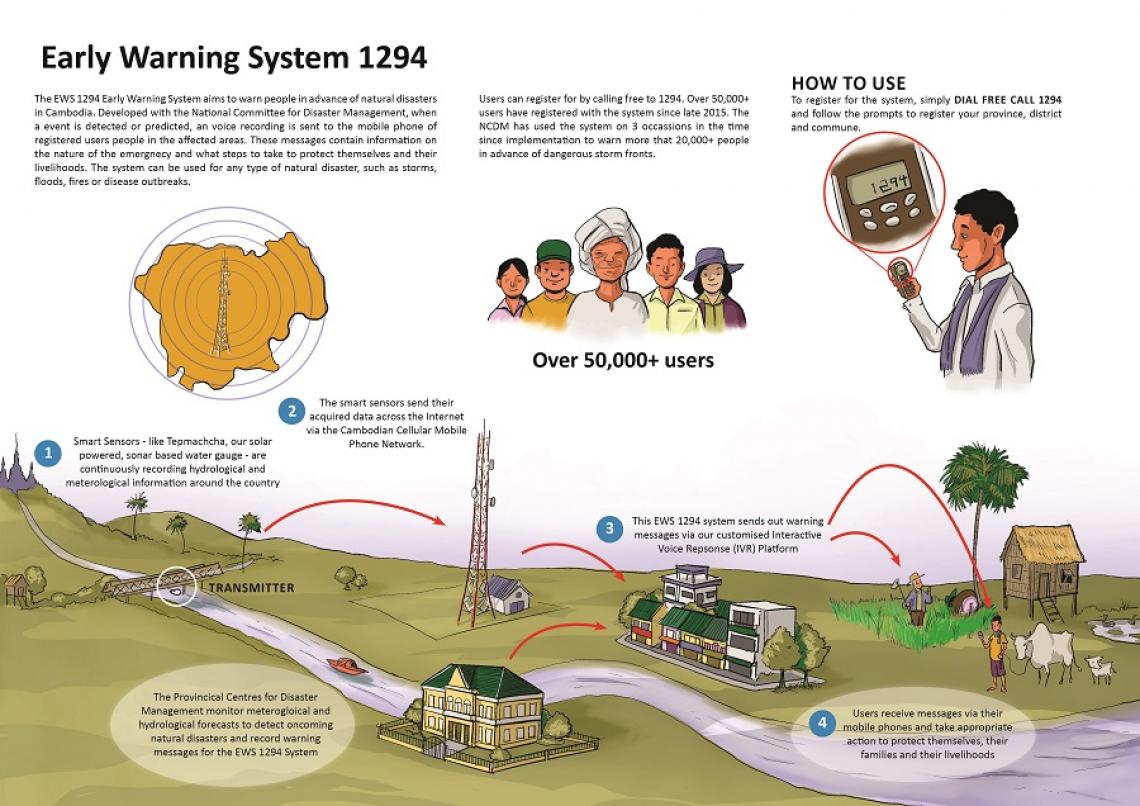 Early Warning System 1294
The EWS 1294 Early Warning System aims to warn people in advance of natural disasters
in Cambodia. Developed with the National Committee for Disaster Management, when
a event is detected or predicted, an voice recording is sent to the mobile phone of
registered users people in the affected areas. These messages contain information on
the nature of the emergnecy and what steps to take to protect themselves and their
livelihoods. The system can be used for any type of natural disaster, such as storms,
floods, fires or disease outbreaks.
Users can register for by calling free to 1294. Over 50,000+
users have registered with the system since late 2015. The
NCDM has used the system on 3 occassions in the time
since implementation to warn more that 20,000+ people
in advance of dangerous storm fronts.
HOW TO USE
To register for the system, simply DIAL FREE CALL 1294
and follow the prompts to register your province, district
and commune.
1294
Over 50,000+ users
1
Smart Sensors - like Tepmachcha, our solar
powered, sonar based water gauge - are
continuously recording hydrological and
meterological information around the country
2
The smart sensors send their
acquired data across the Internet
via the Cambodian Cellular Mobile
Phone Network.
3
This EWS 1294 system sends out warning
messages via our customised Interactive
Voice Repsonse (IVR) Platform
TRANSMITTER
The Provincical Centres for Disaster
Management monitor meterogloical and
hydrological forecasts to detect oncoming
natural disasters and record warning
messages for the EWS 1294 System
4
Users receive messages via their
mobile phones and take appropriate
action to protect themselves, their
families and their livelihoods